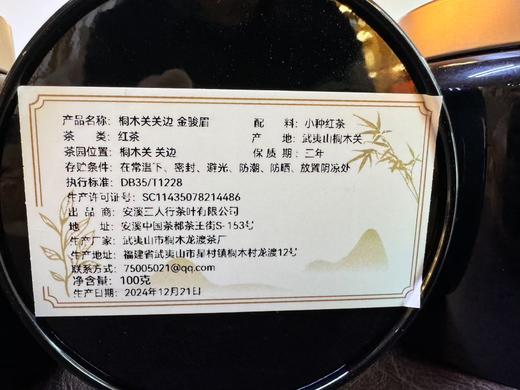 产品名称： 桐木关关边 金骏眉 配 料：小种红茶
茶 类：红茶 产 地：武夷山桐木关
茶园位置：桐木关 关边 保 质 期：三年
存贮条件：在常温下、密封、避光、防潮、防晒、放置阴凉处
执行标准：DB35/T1228
生产许可证号：SC11435078214486
出 品 商：安溪三人行茶叶有限公司
地 址：安溪中国茶都茶王街S-153号
生产厂家：武夷山市桐木龙渡茶厂
生产地址：福建省武夷山市星村镇桐木村龙渡12号
联系方式：75005021@qq.com
净含量：100克
生产日期：2024年12月21日